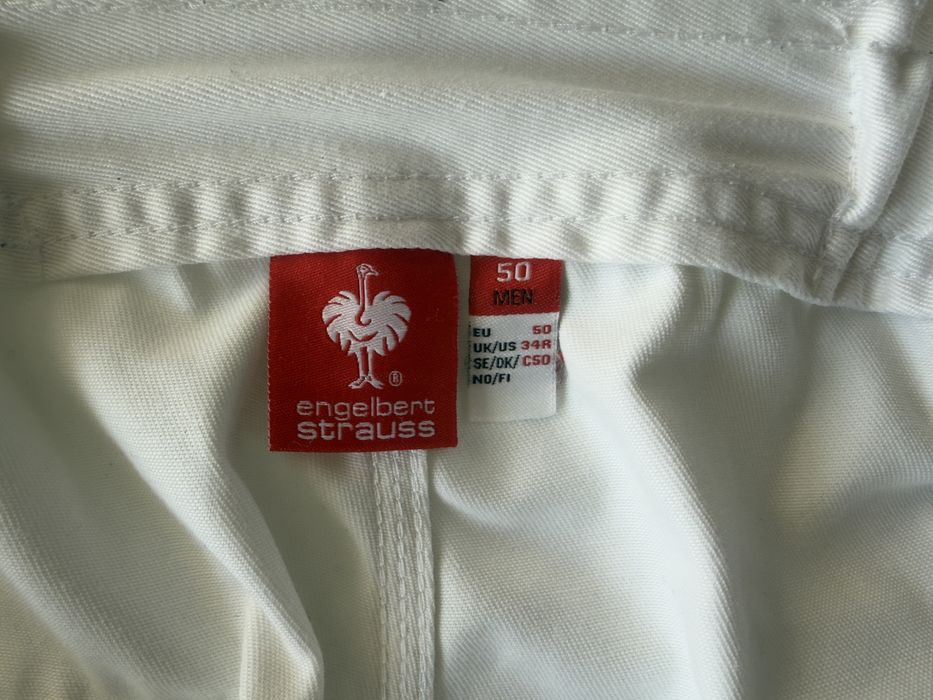 ®
engelbert
strauss
50
MEN
EU 50
UK/US 34R
SE/DK/ C50
NO/FI